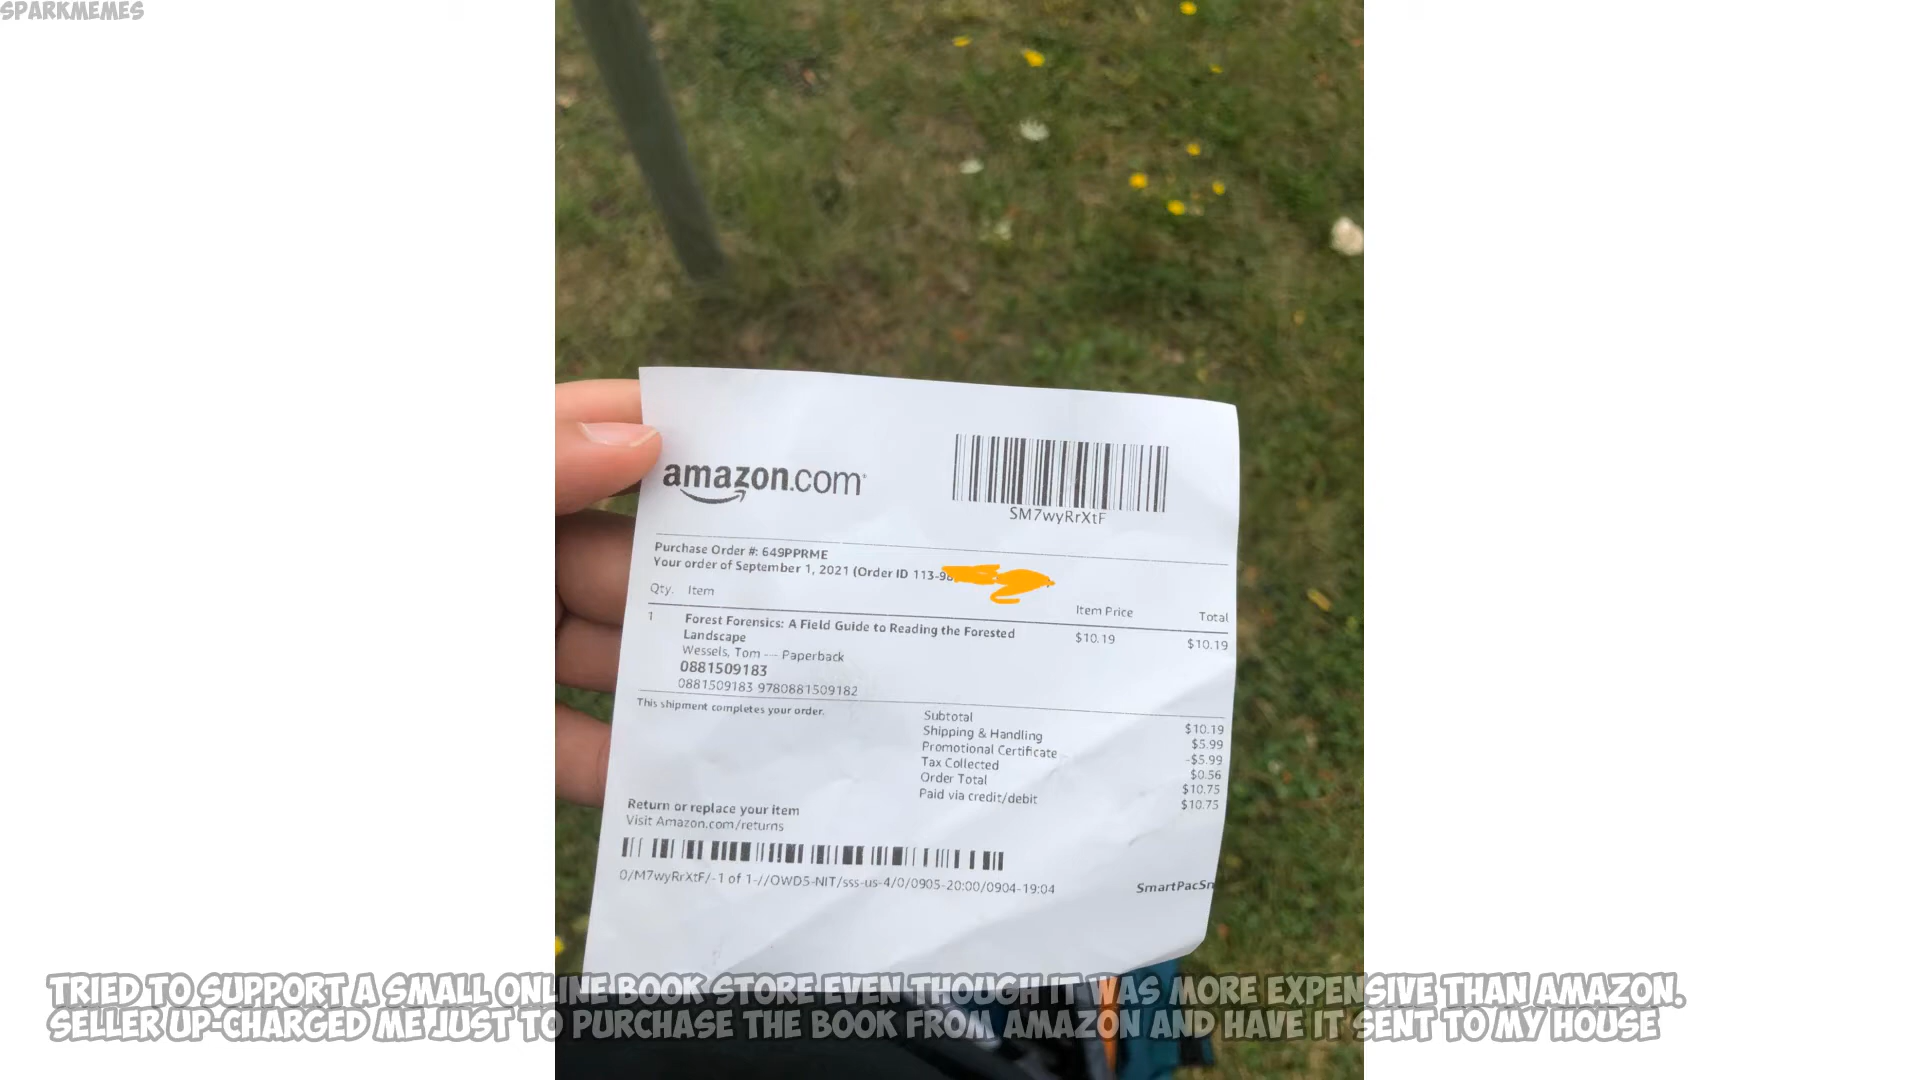 SPARKMEMES
amazon.com
SM7wyRrXtF
Purchase Order #: 649PPRME
Your order of September 1, 2021 (Order ID 113-98
Qty. Item Item Price Total
1 Forest Forensics: A Field Guide to Reading the Forested $10.19 $10.19
Landscape
Wessels, Tom --- Paperback
0881509183
0881509183 9780881509182
This shipment completes your order.
Subtotal $10.19
Shipping & Handling $5.99
Promotional Certificate -$5.99
Tax Collected $0.56
Order Total $10.75
Paid via credit/debit $10.75
Return or replace your item
Visit Amazon.com/returns
0/M7wyRrXtF/-1 of 1-//OWD5-NIT/sss-us-4/0/0905-20:00/0904-19:04
SmartPacSm
TRIED TO SUPPORT A SMALL ONLINE BOOK STORE EVEN THOUGH IT WAS MORE EXPENSIVE THAN AMAZON.
SELLER UP-CHARGED ME JUST TO PURCHASE THE BOOK FROM AMAZON AND HAVE IT SENT TO MY HOUSE